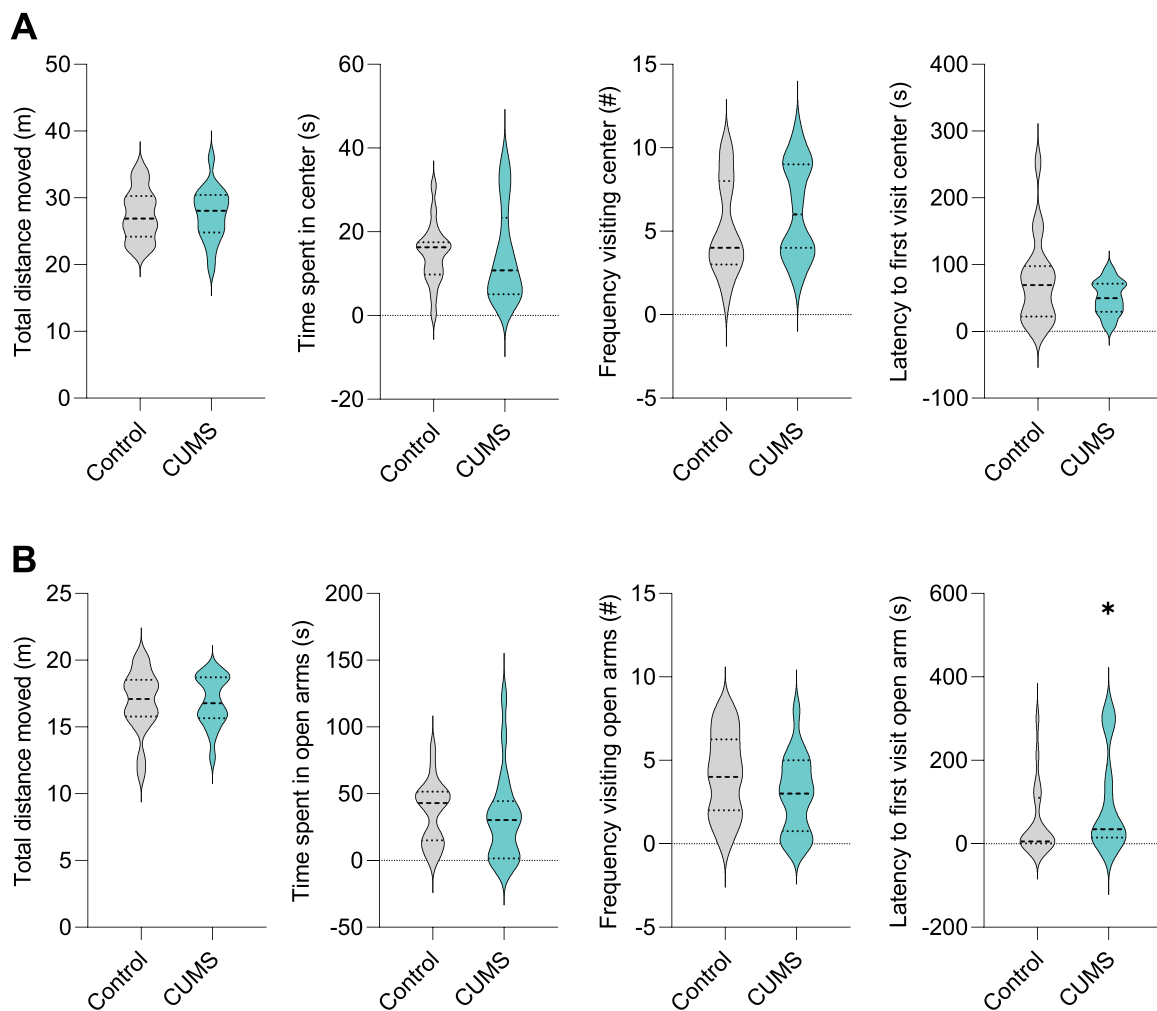 A
Total distance moved (m)
50
40
30
20
10
0
Control
CUMS
Time spent in center (s)
60
40
20
0
-20
Control
CUMS
Frequency visiting center (#)
15
10
5
0
-5
Control
CUMS
Latency to first visit center (s)
400
300
200
100
0
-100
Control
CUMS
B
Total distance moved (m)
25
20
15
10
5
0
Control
CUMS
Time spent in open arms (s)
200
150
100
50
0
-50
Control
CUMS
Frequency visiting open arms (#)
15
10
5
0
-5
Control
CUMS
Latency to first visit open arm (s)
600
400
200
0
-200
*
Control
CUMS